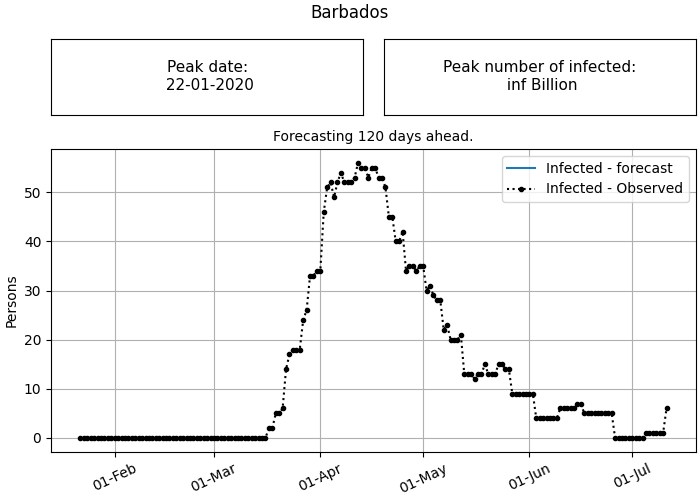 Barbados
Peak date:
22-01-2020
Peak number of infected:
inf Billion
Forecasting 120 days ahead.
Infected - forecast
Infected - Observed
Persons
50
40
30
20
10
0
01-Feb
01-Mar
01-Apr
01-May
01-Jun
01-Jul